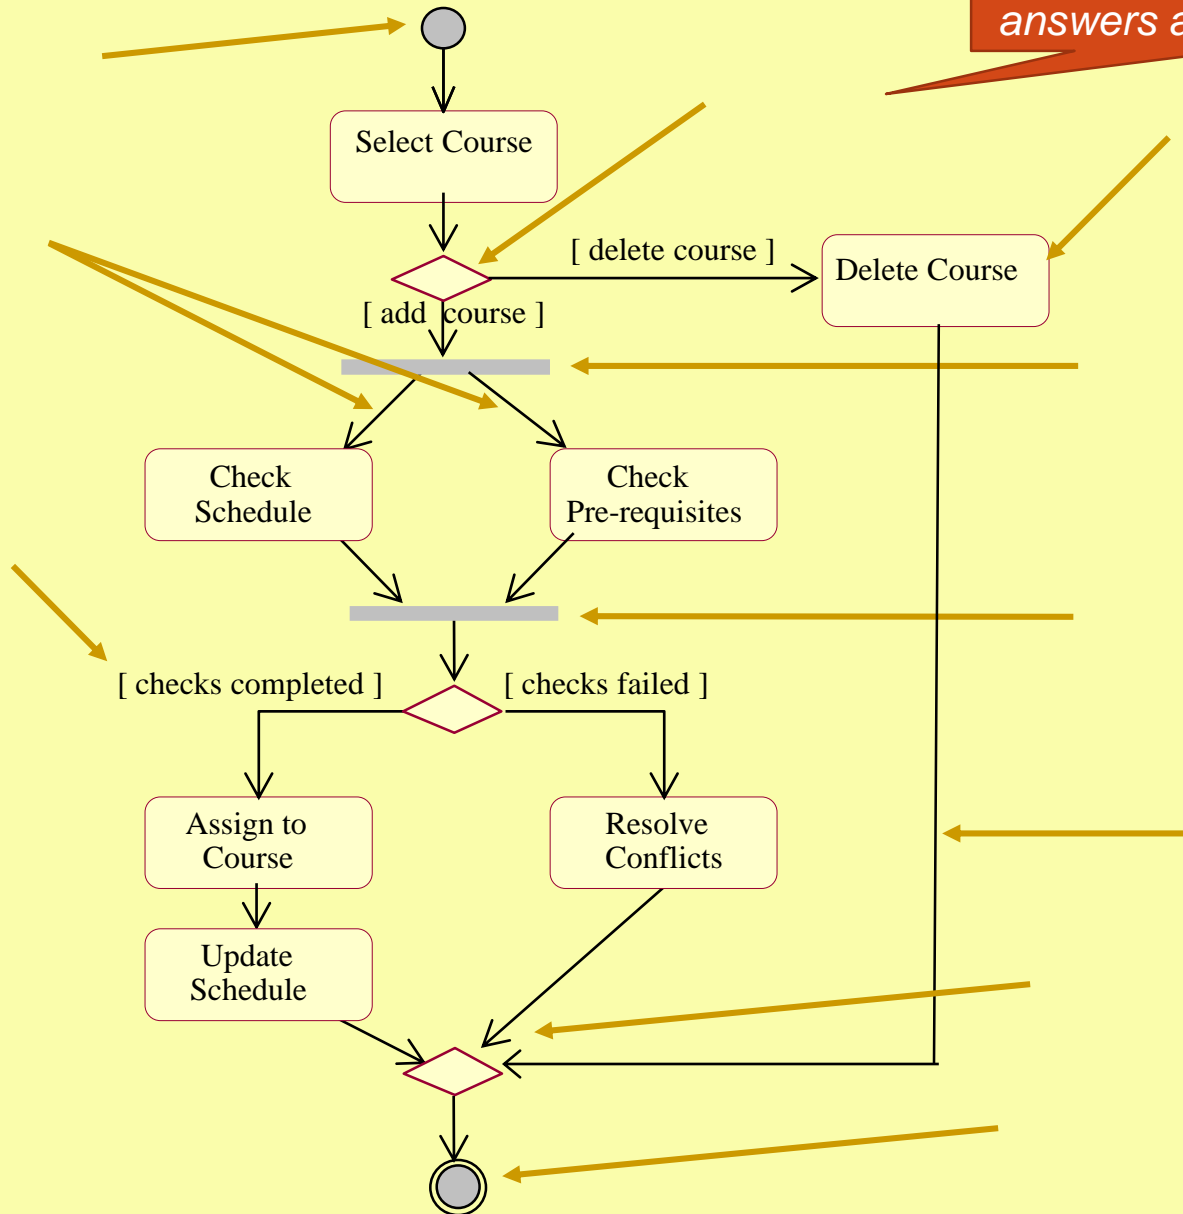 answers a
Select Course
[ delete course ]
Delete Course
[ add course ]
Check
Schedule
Check
Pre-requisites
[ checks completed ]
[ checks failed ]
Assign to
Course
Resolve
Conflicts
Update
Schedule